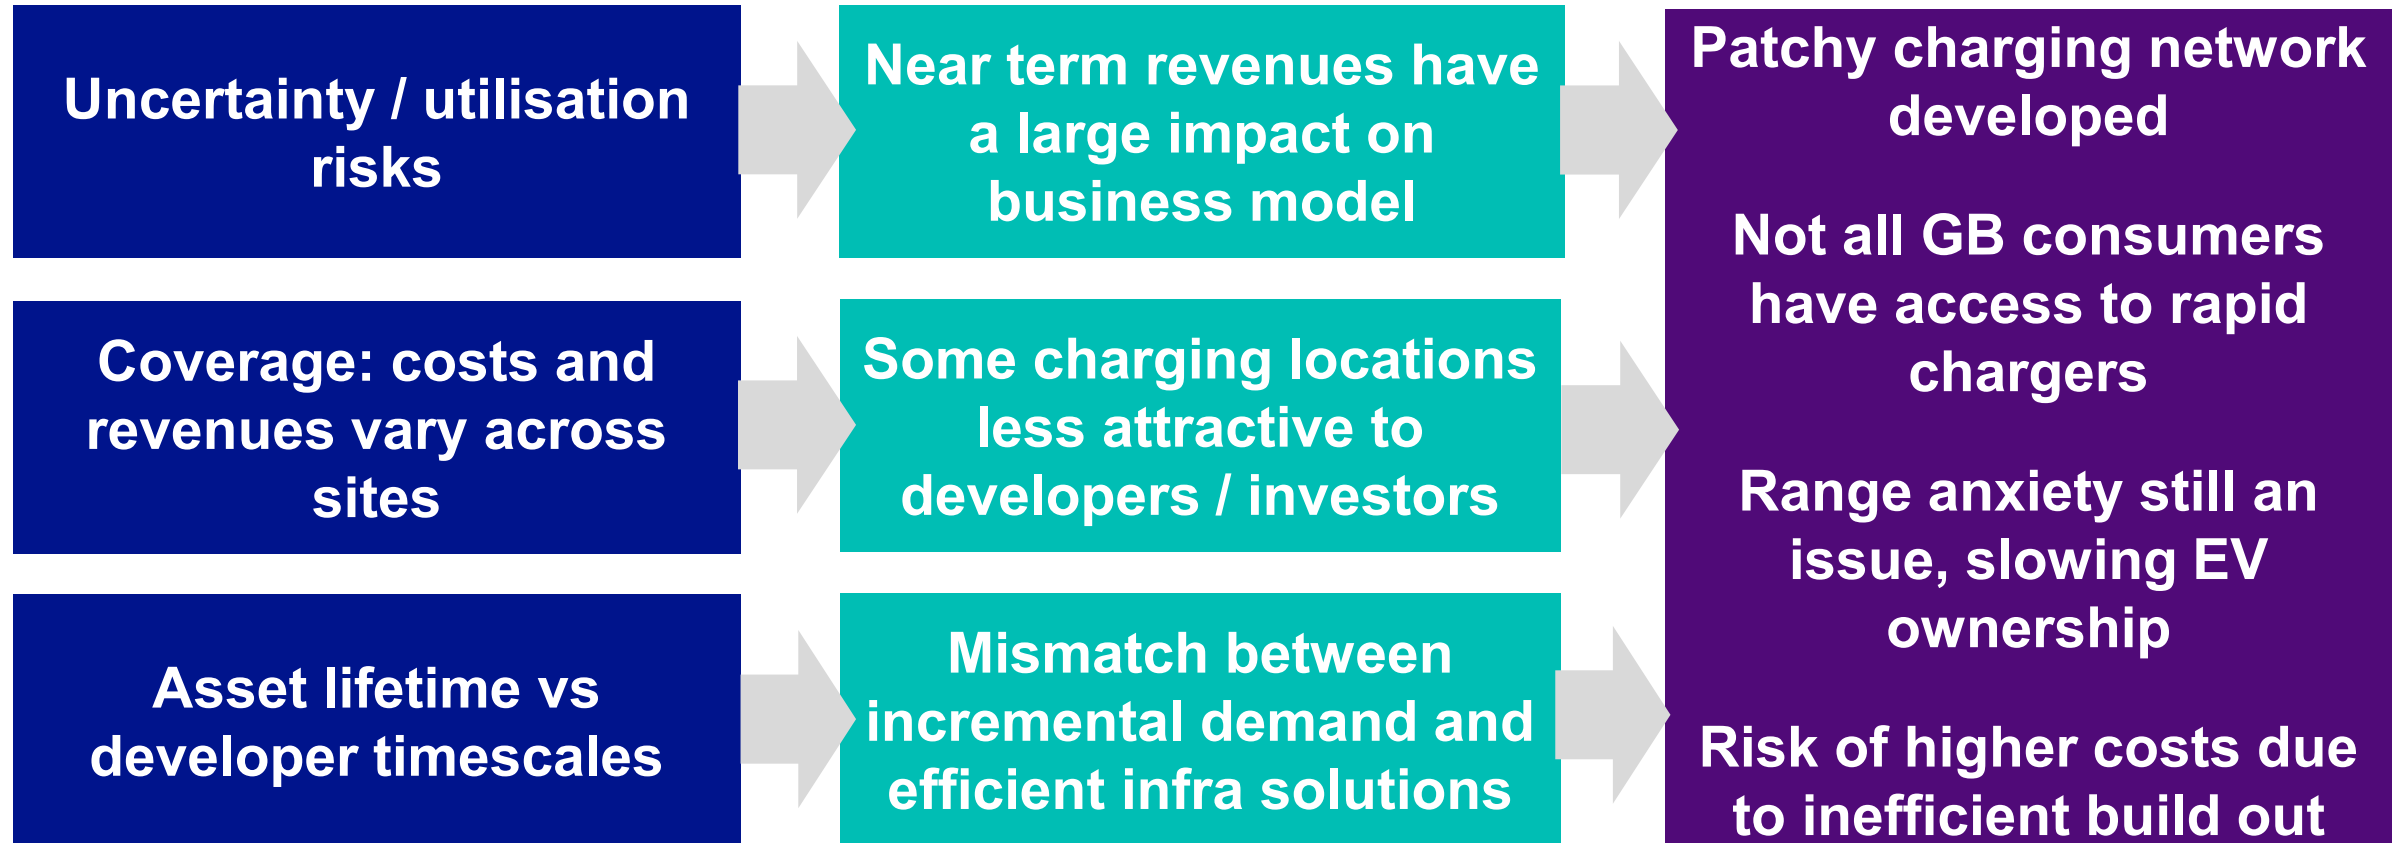 Uncertainty / utilisation
risks
Near term revenues have
a large impact on
business model
Coverage: costs and
revenues vary across
sites
Some charging locations
less attractive to
developers / investors
Asset lifetime vs
developer timescales
Mismatch between
incremental demand and
efficient infra solutions
Patchy charging network
developed
Not all GB consumers
have access to rapid
chargers
Range anxiety still an
issue, slowing EV
ownership
Risk of higher costs due
to inefficient build out